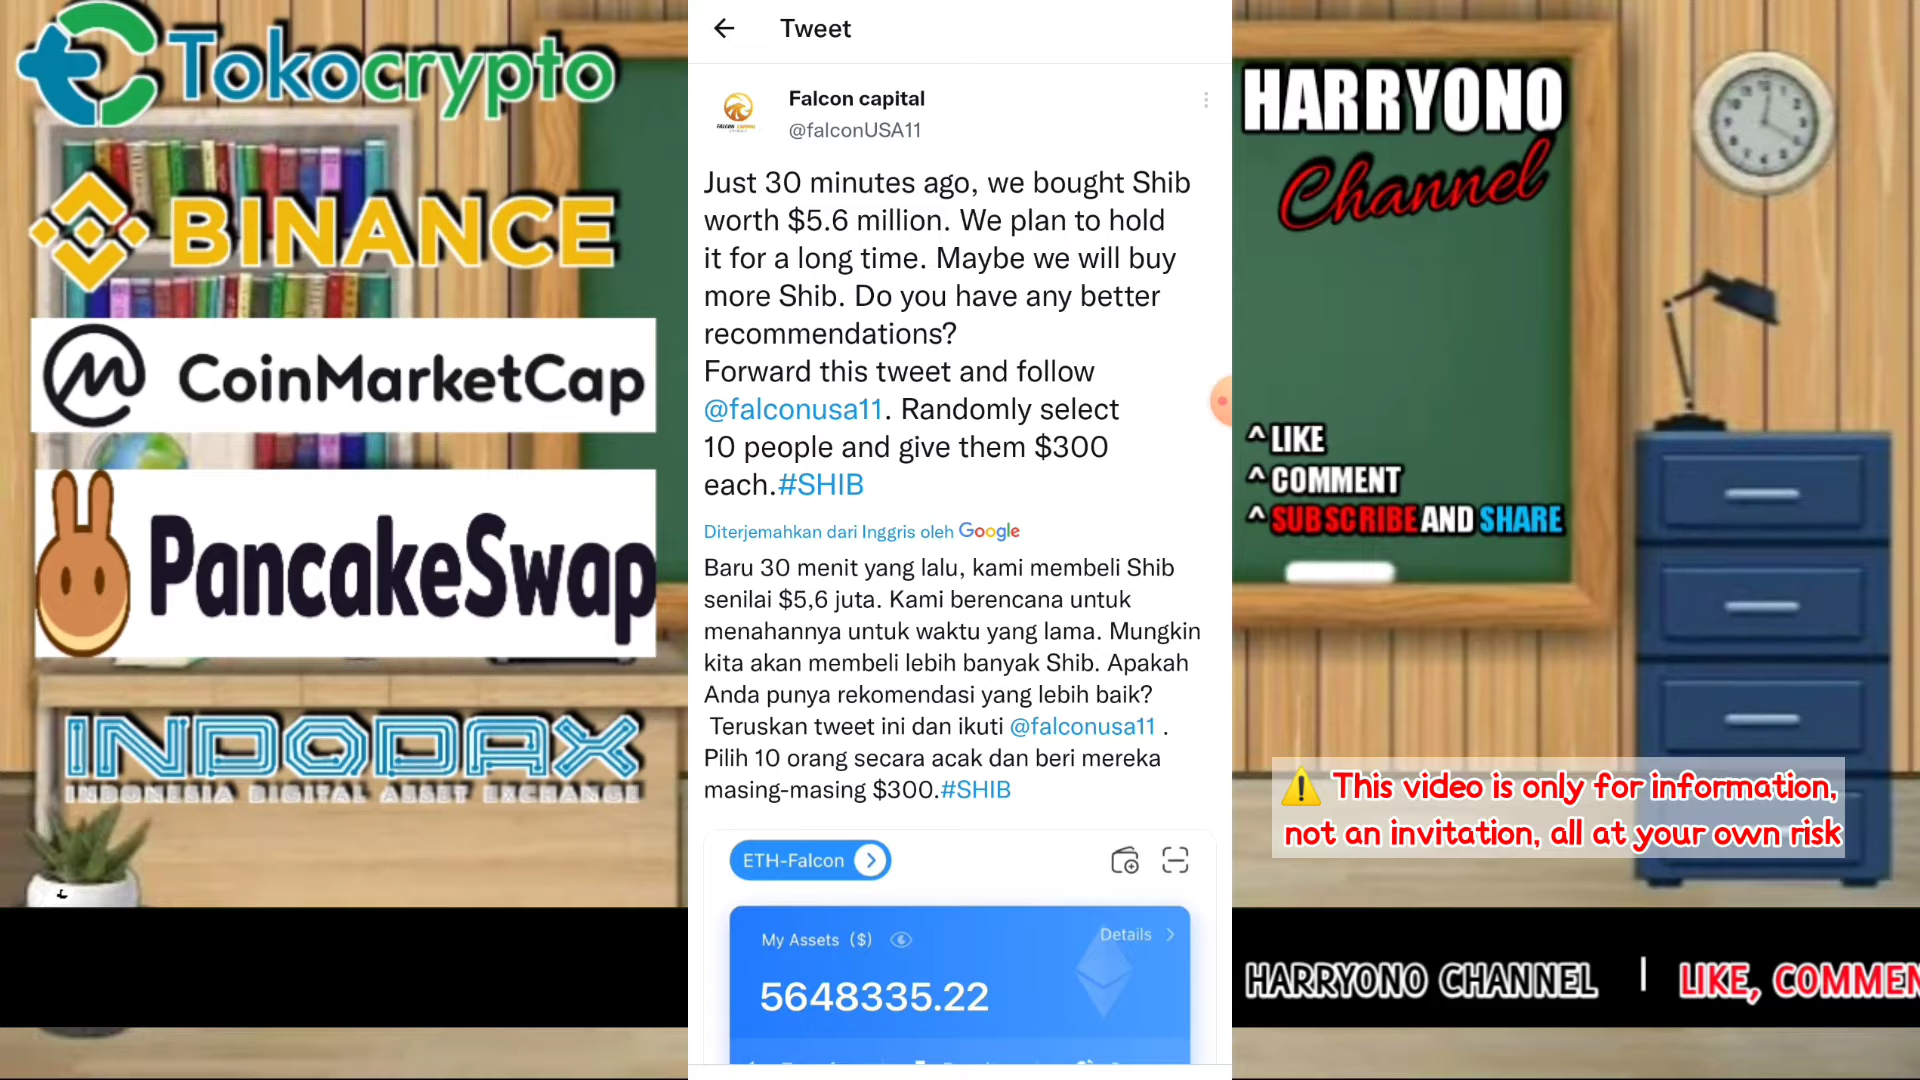 Tokocrypto
BINANCE
CoinMarketCap
PancakeSwap
INDODAX
INDONESIA DIGITAL ASSET EXCHANGE
Tweet
Falcon capital
@falconUSA11
Just 30 minutes ago, we bought Shib
worth $5.6 million. We plan to hold
it for a long time. Maybe we will buy
more Shib. Do you have any better
recommendations?
Forward this tweet and follow
@falconusa11. Randomly select
10 people and give them $300
each.#SHIB
Diterjemahkan dari Inggris oleh Google
Baru 30 menit yang lalu, kami membeli Shib
senilai $5,6 juta. Kami berencana untuk
menahannya untuk waktu yang lama. Mungkin
kita akan membeli lebih banyak Shib. Apakah
Anda punya rekomendasi yang lebih baik?
Teruskan tweet ini dan ikuti @falconusa11 .
Pilih 10 orang secara acak dan beri mereka
masing-masing $300.#SHIB
ETH-Falcon
My Assets ($)
Details
5648335.22
HARRYONO
Channel
^ LIKE
^ COMMENT
^ SUBSCRIBE AND SHARE
⚠️ This video is only for information,
not an invitation, all at your own risk
HARRYONO CHANNEL | LIKE, COMMEN